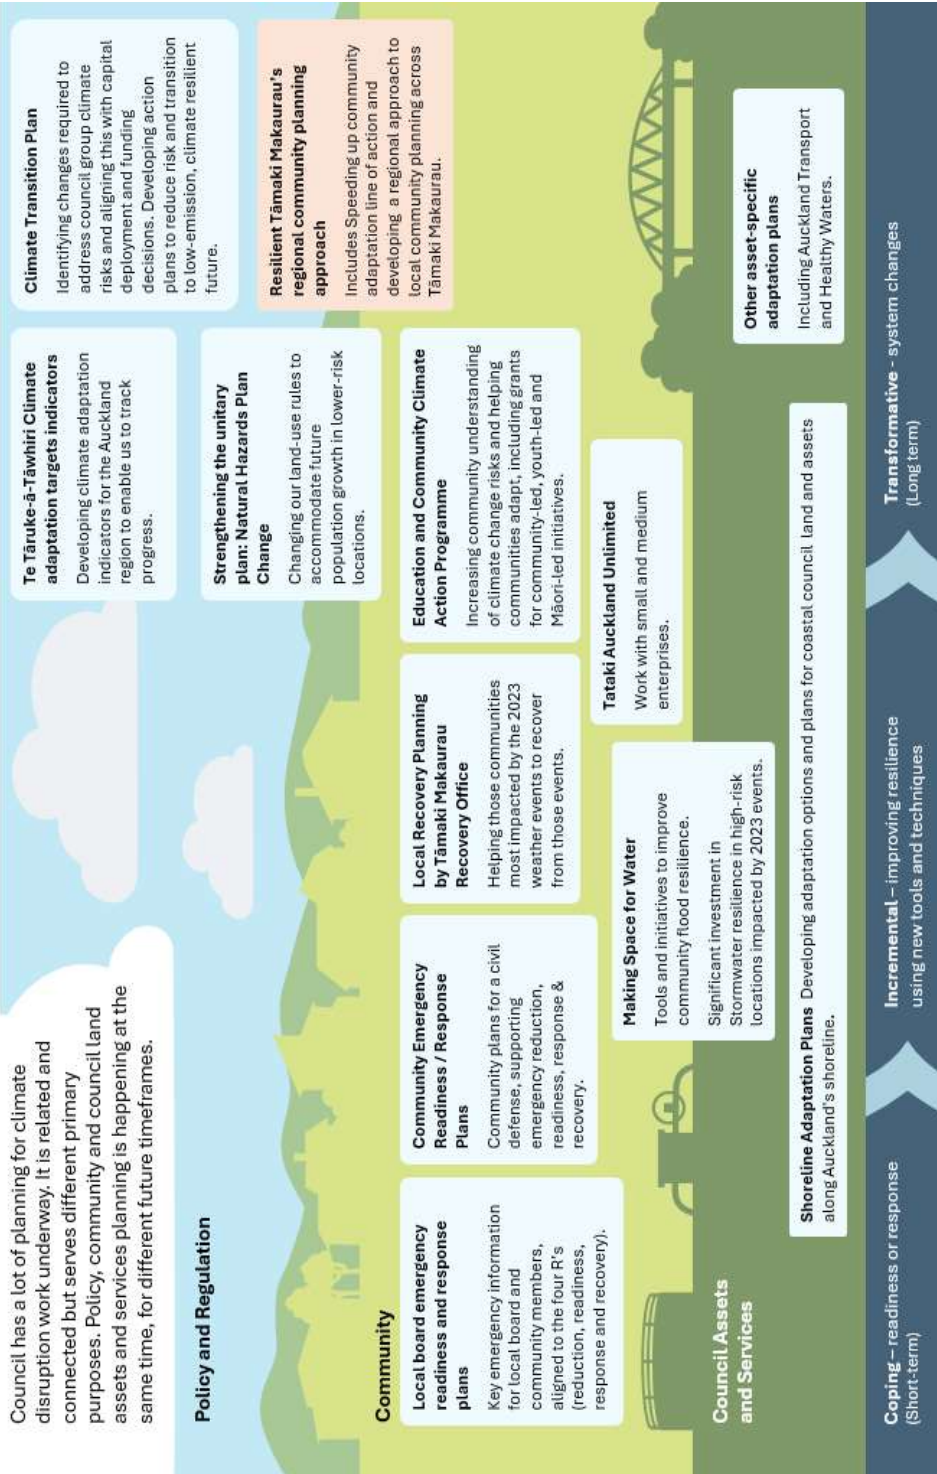 Council has a lot of planning for climate
disruption work underway. It is related and
connected but serves different primary
purposes. Policy, community and council land
assets and services planning is happening at the
same time, for different future timeframes.
Policy and Regulation
Te Tāruke-ā-Tāwhiri Climate
adaptation targets indicators
Developing climate adaptation
indicators for the Auckland
region to enable us to track
progress.
Climate Transition Plan
Identifying changes required to
address council group climate
risks and aligning this with capital
deployment and funding
decisions. Developing action
plans to reduce risk and transition
to low-emission, climate resilient
future.
Strengthening the unitary
plan: Natural Hazards Plan
Change
Changing our land-use rules to
accommodate future
population growth in lower-risk
locations.
Resilient Tāmaki Makaurau's
regional community planning
approach
Includes Speeding up community
adaptation line of action and
developing a regional approach to
local community planning across
Tāmaki Makaurau.
Community
Local board emergency
readiness and response
plans
Key emergency information
for local board and
community members,
aligned to the four R's
(reduction, readiness,
response and recovery).
Community Emergency
Readiness / Response
Plans
Community plans for a civil
defense, supporting
emergency reduction,
readiness, response &
recovery.
Local Recovery Planning
by Tāmaki Makaurau
Recovery Office
Helping those communities
most impacted by the 2023
weather events to recover
from those events.
Education and Community Climate
Action Programme
Increasing community understanding
of climate change risks and helping
communities adapt, including grants
for community-led, youth-led and
Māori-led initiatives.
Making Space for Water
Tools and initiatives to improve
community flood resilience.
Significant investment in
Stormwater resilience in high-risk
locations impacted by 2023 events.
Tataki Auckland Unlimited
Work with small and medium
enterprises.
Council Assets
and Services
Shoreline Adaptation Plans Developing adaptation options and plans for coastal council land and assets
along Auckland's shoreline.
Other asset-specific
adaptation plans
Including Auckland Transport
and Healthy Waters.
Coping – readiness or response
(Short-term)
Incremental – improving resilience
using new tools and techniques
Transformative - system changes
(Long term)